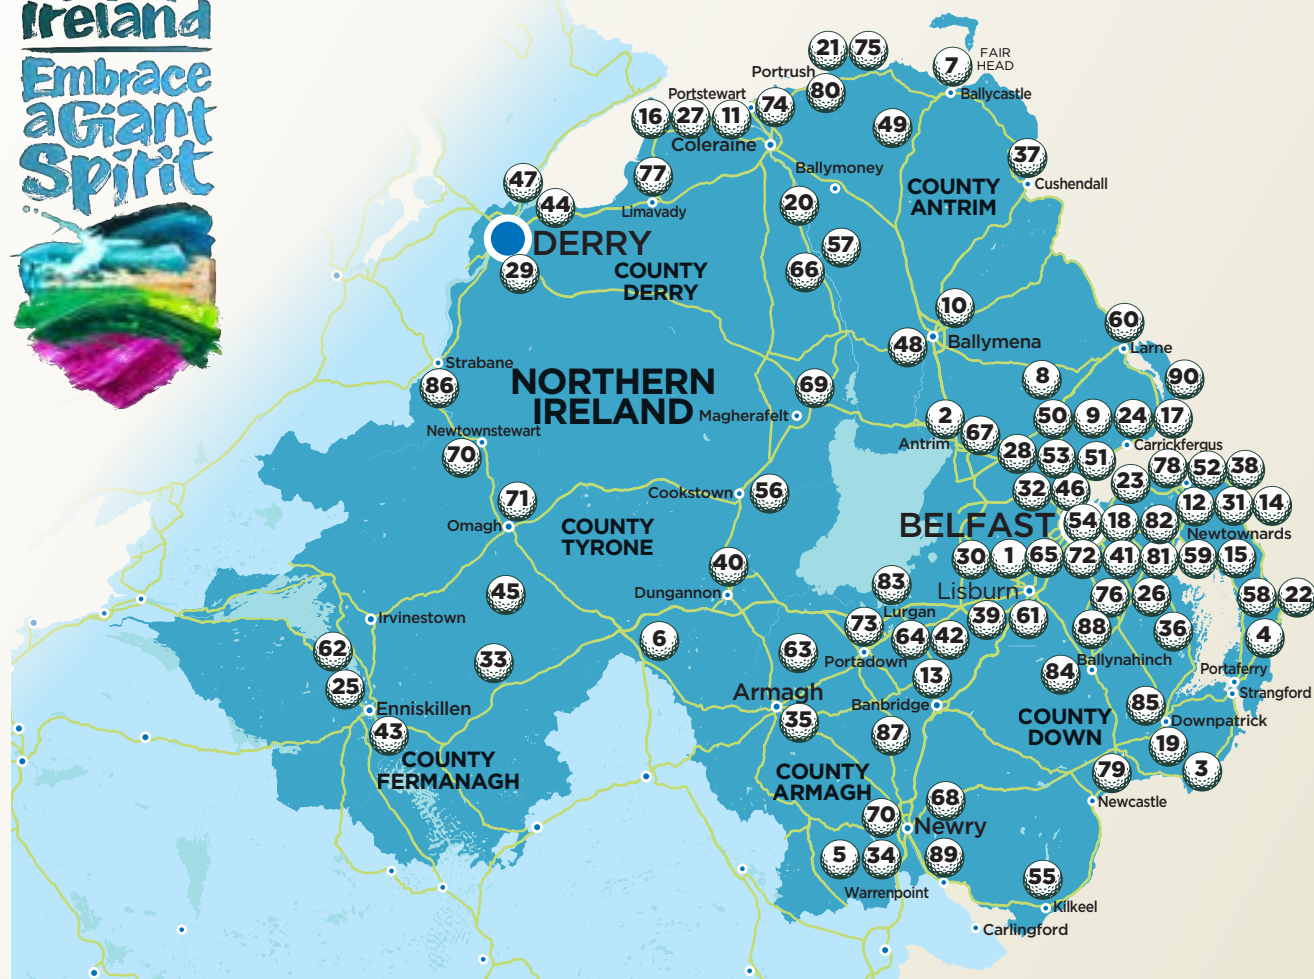 Ireland
Embrace
a Giant
Spirit
21 75
7
FAIR
HEAD
Portrush
80
Ballycastle
Portstewart
16 27 11 74
49
Coleraine
37
Ballymoney
47
77
COUNTY
ANTRIM
Cushendall
44
Limavady
20
DERRY
57
29
COUNTY
DERRY
66
10
60
48
Ballymena
Larne
Strabane
86
NORTHERN
IRELAND
69
8
90
Magherafelt
2
50 9 24 17
Newtownstewart
Antrim
67
Carrickfergus
70
28 53 51
78 52 38
71
Cookstown
56
32 46
23
12 31 14
Omagh
COUNTY
TYRONE
BELFAST
54 18 82
Newtownards
30 1 65 72 41 81 59 15
40
45
Dungannon
83
Lisburn
76 26
58 22
Irvinestown
Lurgan
39 61
6
73
64 42
88
36
4
62
33
63
Portadown
Ballynahinch
Portaferry
25
13
84
Armagh
Strangford
Enniskillen
Banbridge
85
43
35
87
COUNTY
DOWN
Downpatrick
COUNTY
FERMANAGH
19
COUNTY
ARMAGH
79
3
68
Newcastle
70
Newry
5 34
89
55
Warrenpoint
Kilkeel
Carlingford